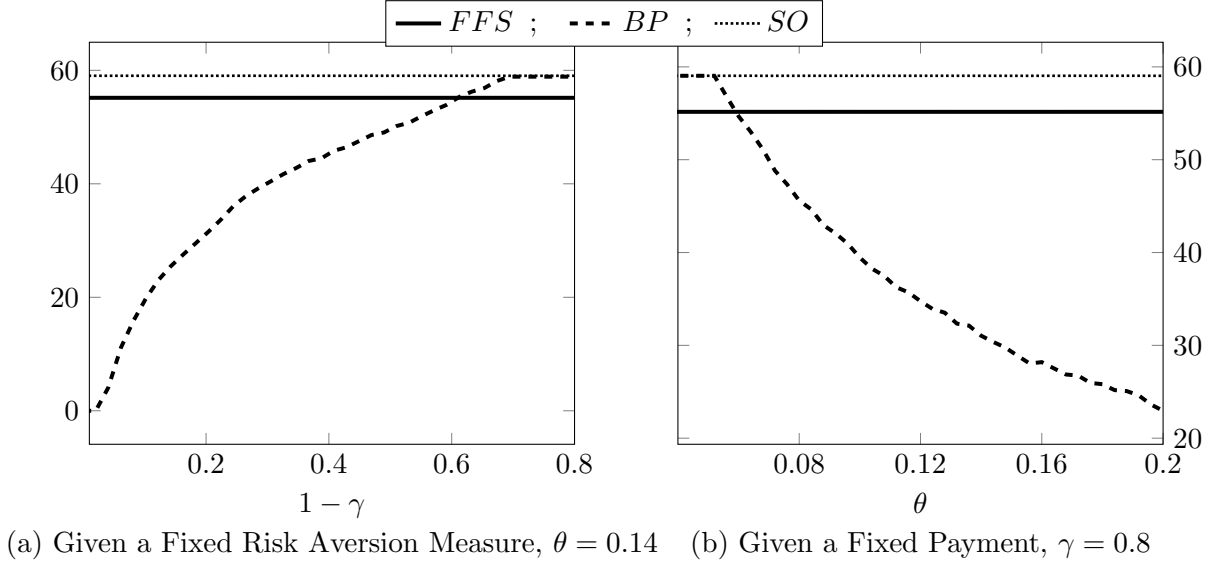 FFS ; BP ; SO
60
40
20
0
0.2 0.4 0.6 0.8
1 − γ
60
50
40
30
20
0.08 0.12 0.16 0.2
θ
(a) Given a Fixed Risk Aversion Measure, θ = 0.14
(b) Given a Fixed Payment, γ = 0.8